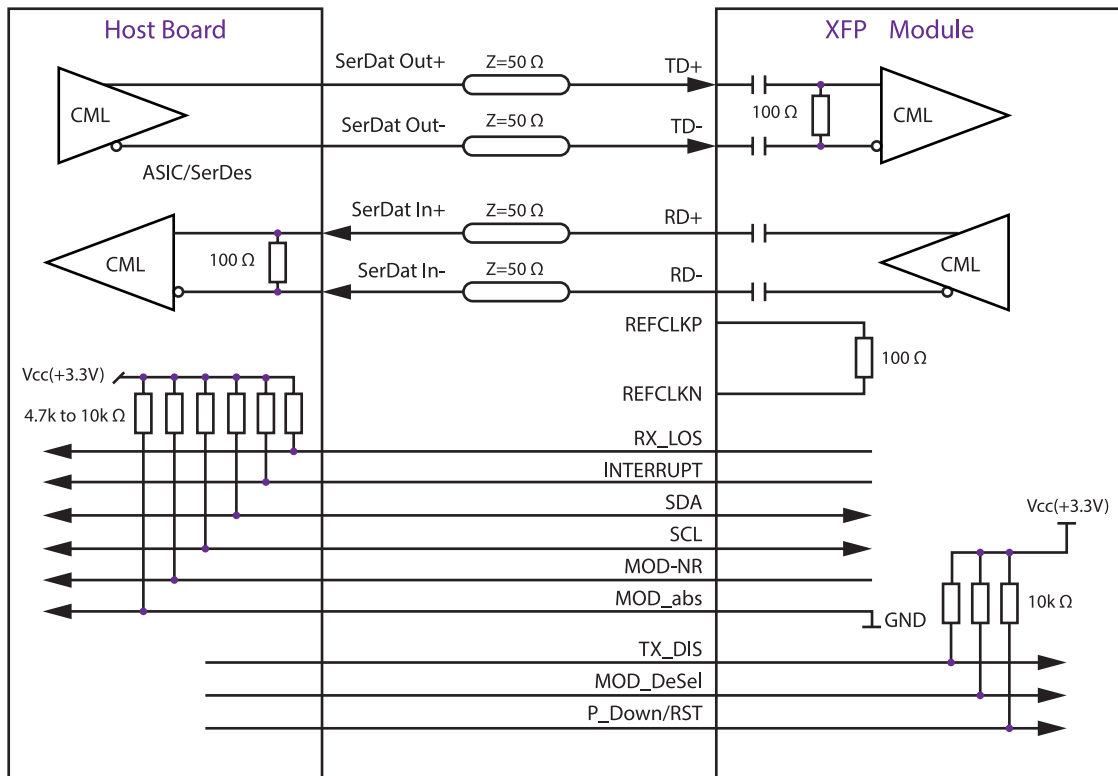 Host Board
XFP Module
SerDat Out+
Z=50 Ω
TD+
CML
100 Ω
CML
SerDat Out-
Z=50 Ω
TD-
ASIC/SerDes
SerDat In+
Z=50 Ω
RD+
CML
100 Ω
SerDat In-
Z=50 Ω
RD-
CML
REFCLKP
100 Ω
REFCLKN
Vcc(+3.3V)
4.7k to 10k Ω
RX_LOS
INTERRUPT
SDA
Vcc(+3.3V)
SCL
MOD-NR
MOD_abs
GND
10k Ω
TX_DIS
MOD_DeSel
P_Down/RST